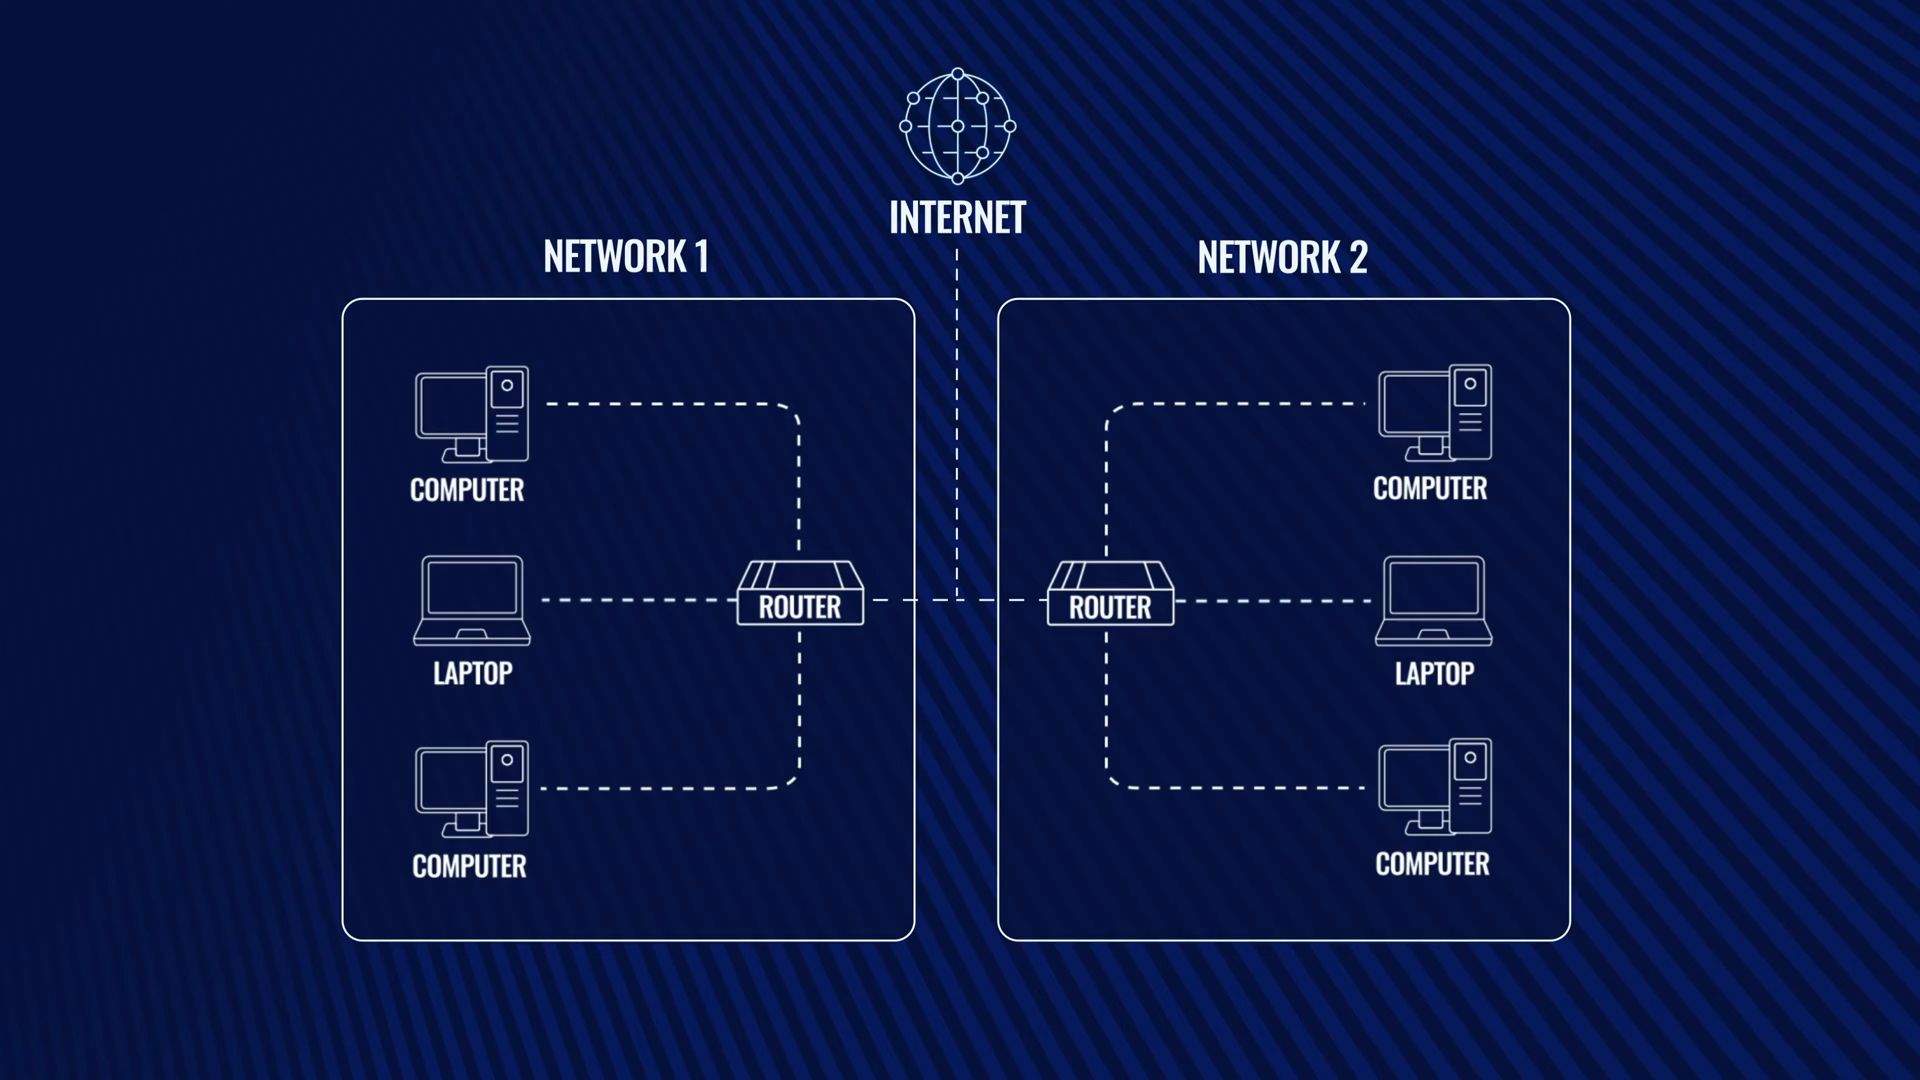 INTERNET
NETWORK 1
NETWORK 2
COMPUTER
COMPUTER
ROUTER
ROUTER
LAPTOP
LAPTOP
COMPUTER
COMPUTER